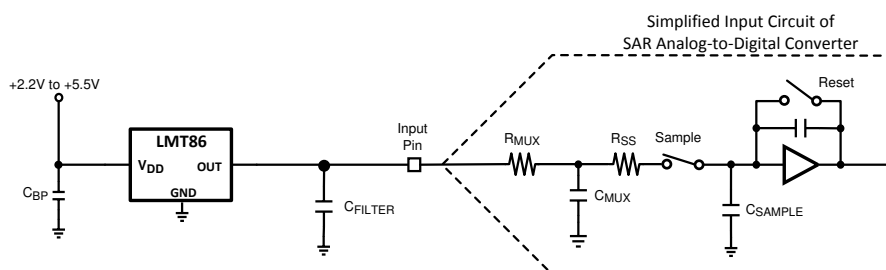 Simplified Input Circuit of
SAR Analog-to-Digital Converter
+2.2V to +5.5V
Reset
LMT86
Input
Pin
RMUX
RSS
Sample
VDD
OUT
GND
CBP
CFILTER
CMUX
CSAMPLE